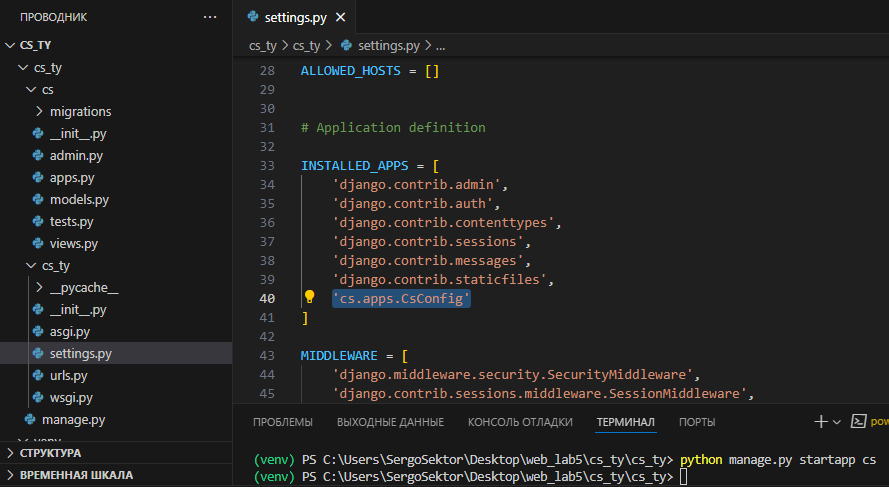 ПРОВОДНИК ...
CS_TY
cs_ty
cs
migrations
__init__.py
admin.py
apps.py
models.py
tests.py
views.py
cs_ty
__pycache__
__init__.py
asgi.py
settings.py
urls.py
wsgi.py
manage.py
venv
СТРУКТУРА
ВРЕМЕННАЯ ШКАЛА
settings.py
cs_ty > cs_ty > settings.py > ...
28 ALLOWED_HOSTS = []
29
30
31 # Application definition
32
33 INSTALLED_APPS = [
34 'django.contrib.admin',
35 'django.contrib.auth',
36 'django.contrib.contenttypes',
37 'django.contrib.sessions',
38 'django.contrib.messages',
39 'django.contrib.staticfiles',
40 'cs.apps.CsConfig'
41 ]
42
43 MIDDLEWARE = [
44 'django.middleware.security.SecurityMiddleware',
45 'django.contrib.sessions.middleware.SessionMiddleware',
ПРОБЛЕМЫ ВЫХОДНЫЕ ДАННЫЕ КОНСОЛЬ ОТЛАДКИ ТЕРМИНАЛ ПОРТЫ pow
(venv) PS C:\Users\SergoSektor\Desktop\web_lab5\cs_ty\cs_ty> python manage.py startapp cs
(venv) PS C:\Users\SergoSektor\Desktop\web_lab5\cs_ty\cs_ty>